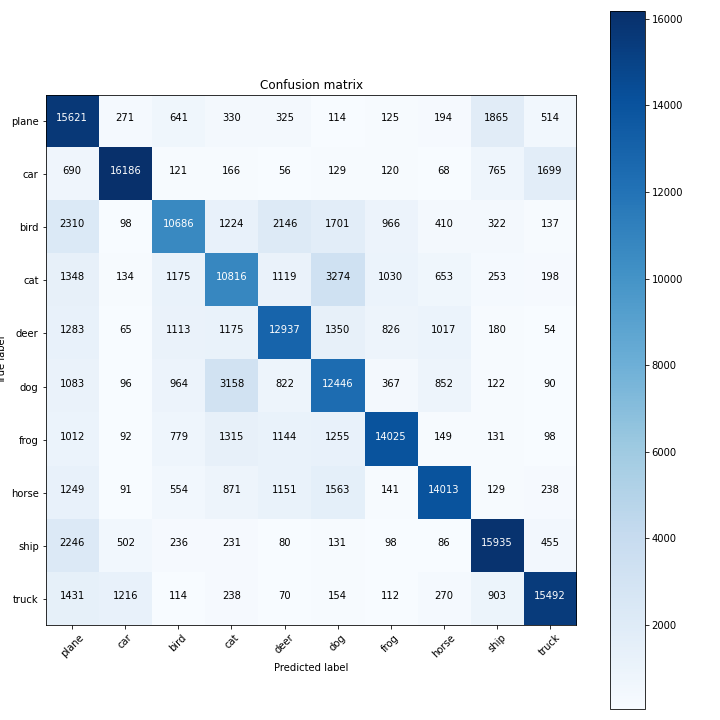 Confusion matrix
plane 15621 271 641 330 325 114 194 1865 514
car 690 16186 121 166 56 129 120 68 765 1699
bird 2310 98 10686 1224 2146 1701 966 410 322 137
cat 1348 134 1175 10816 1119 3274 1030 653 253 198
deer 1283 65 1113 1175 12937 1350 826 1017 180 54
dog 1083 96 964 3158 822 12446 367 852 122 90
frog 1012 92 779 1315 1144 1255 14025 149 131 98
horse 1249 91 554 871 1151 1563 141 14013 129 238
ship 2246 502 236 231 80 131 98 86 15935 455
truck 1431 1216 114 238 70 154 112 270 903 15492
plane car bird cat deer dog frog horse ship truck
Predicted label
16000
14000
12000
10000
8000
6000
4000
2000